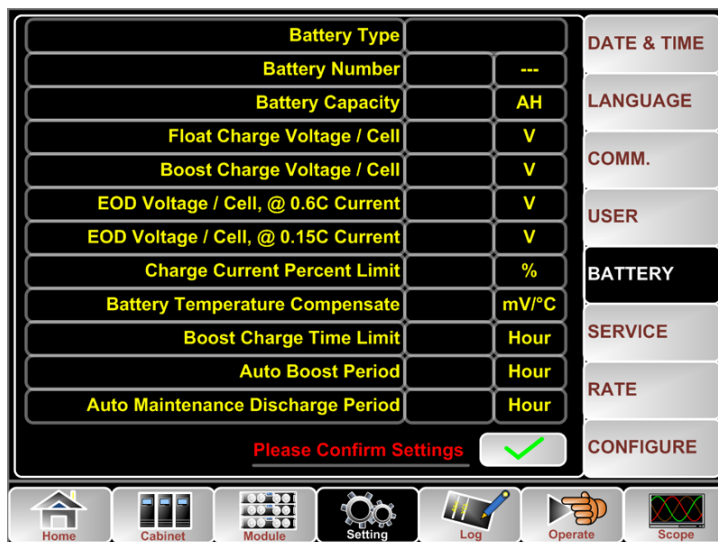 Battery Type
Battery Number ---
Battery Capacity AH
Float Charge Voltage / Cell V
Boost Charge Voltage / Cell V
EOD Voltage / Cell, @ 0.6C Current V
EOD Voltage / Cell, @ 0.15C Current V
Charge Current Percent Limit %
Battery Temperature Compensate mV/°C
Boost Charge Time Limit Hour
Auto Boost Period Hour
Auto Maintenance Discharge Period Hour
Please Confirm Settings
DATE & TIME
LANGUAGE
COMM.
USER
BATTERY
SERVICE
RATE
CONFIGURE
Home Cabinet Module Setting Log Operate Scope